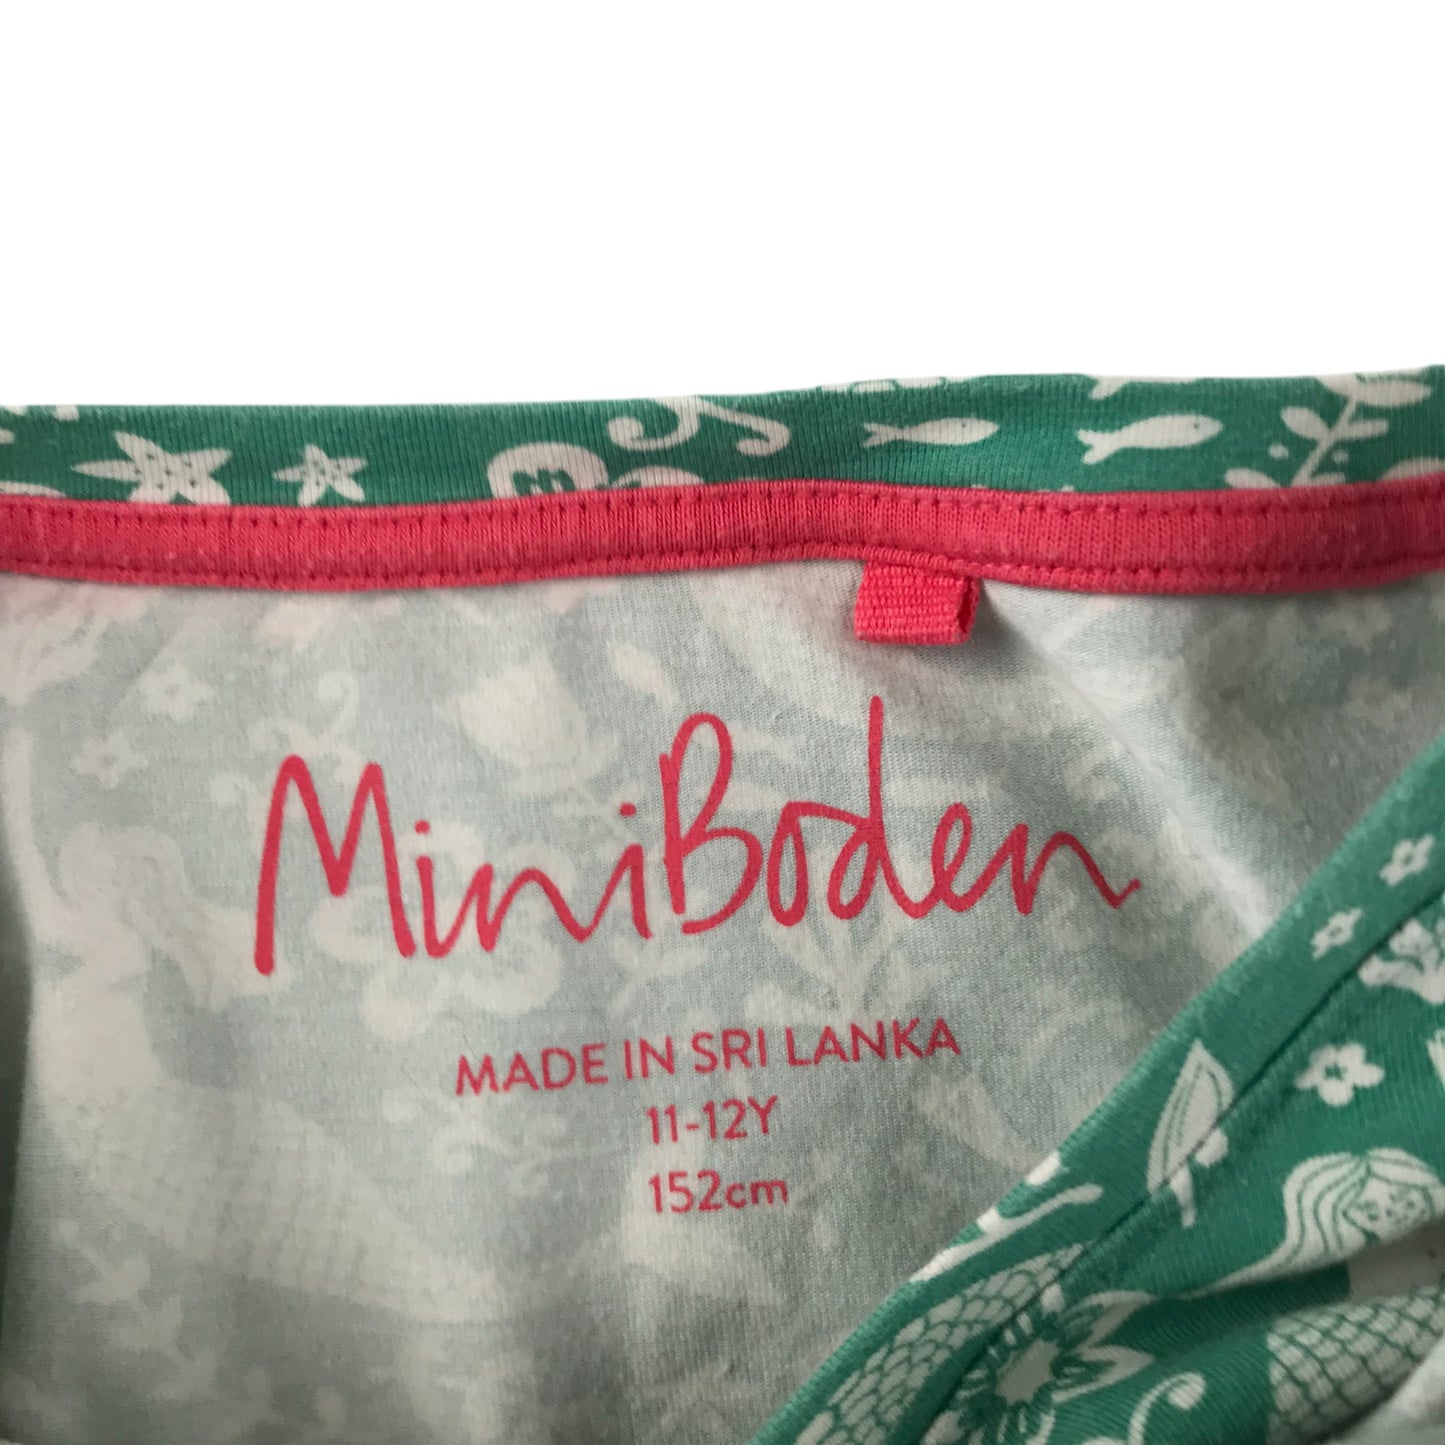 MiniBoden
MADE IN SRI LANKA
11-12Y
152cm